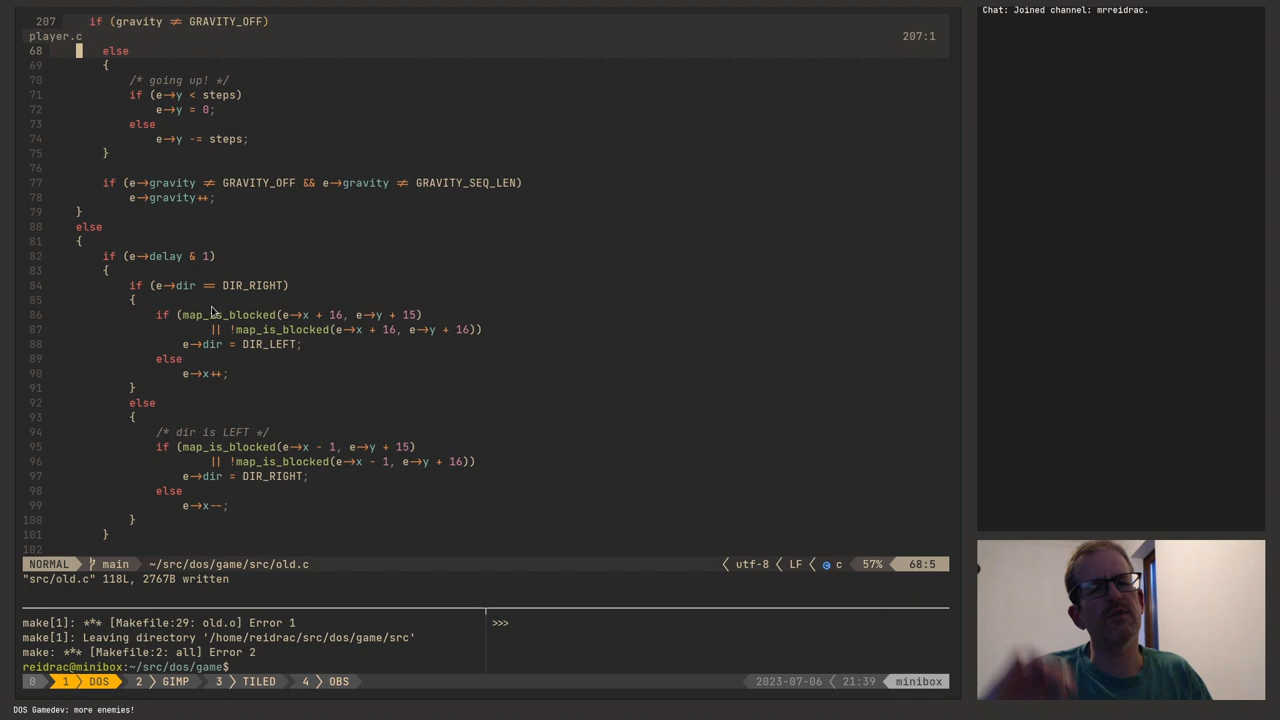 207 if (gravity ≠ GRAVITY_OFF)
player.c 207:1
68 else
69 {
70 /* going up! */
71 if (e→y < steps)
72 e→y = 0;
73 else
74 e→y -= steps;
75 }
76
77 if (e→gravity ≠ GRAVITY_OFF && e→gravity ≠ GRAVITY_SEQ_LEN)
78 e→gravity++;
79 }
80 else
81 {
82 if (e→delay & 1)
83 {
84 if (e→dir == DIR_RIGHT)
85 {
86 if (map_is_blocked(e→x + 16, e→y + 15)
87 || !map_is_blocked(e→x + 16, e→y + 16))
88 e→dir = DIR_LEFT;
89 else
90 e→x++;
91 }
92 else
93 {
94 /* dir is LEFT */
95 if (map_is_blocked(e→x - 1, e→y + 15)
96 || !map_is_blocked(e→x - 1, e→y + 16))
97 e→dir = DIR_RIGHT;
98 else
99 e→x--;
100 }
101 }
102
NORMAL main ~/src/dos/game/src/old.c utf-8 LF c 57% 68:5
"src/old.c" 118L, 2767B written
make[1]: *** [Makefile:29: old.o] Error 1
make[1]: Leaving directory '/home/reidrac/src/dos/game/src'
make: *** [Makefile:2: all] Error 2
reidrac@minibox:~/src/dos/game$
>>>
0 1 DOS 2 GIMP 3 TILED 4 OBS 2023-07-06 21:39 minibox
DOS Gamedev: more enemies!
Chat: Joined channel: mrreidrac.